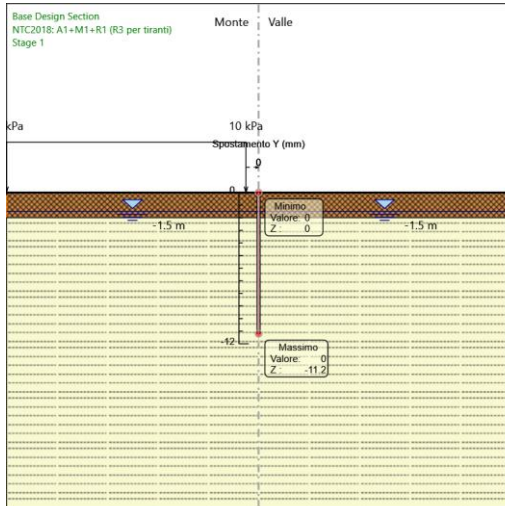 Base Design Section
NTC2018: A1+M1+R1 (R3 per tiranti)
Stage 1
Monte
Valle
kPa
10 kPa
Spostamento Y (mm)
0
0
Minimo
Valore: 0
Z : 0
-1.5 m
-1.5 m
-12
Massimo
Valore: 0
Z : -11.2